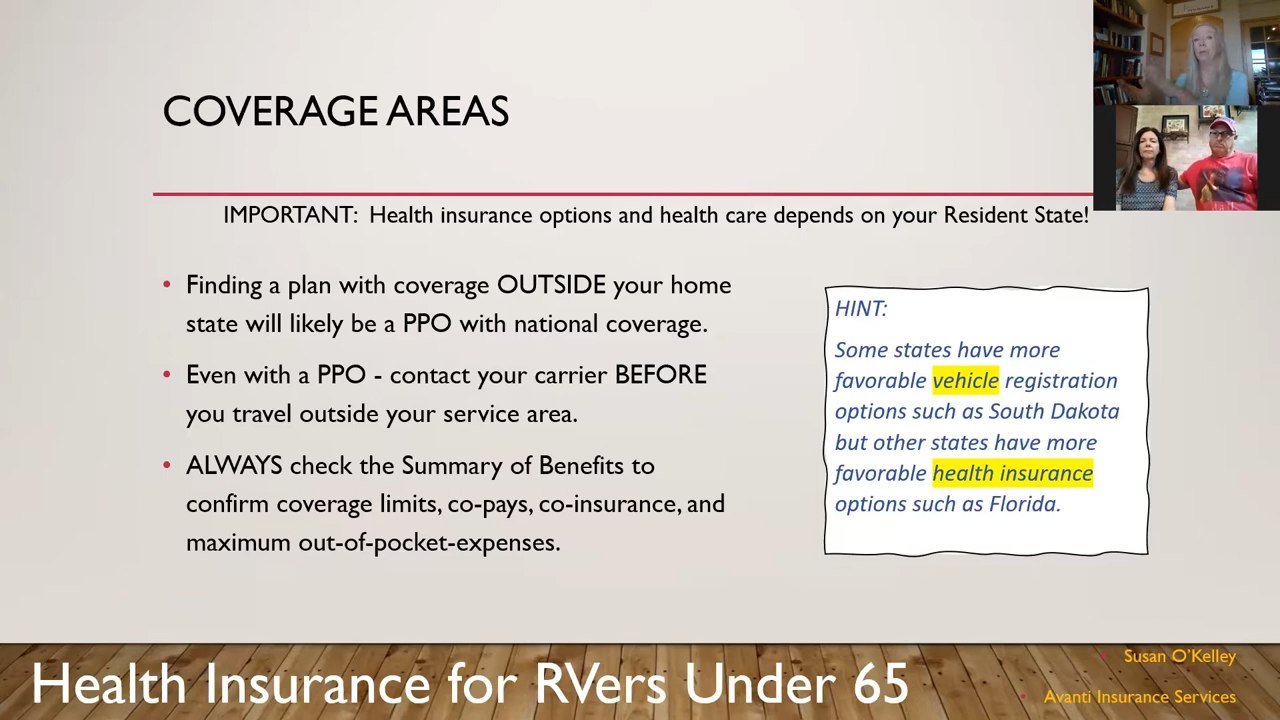 COVERAGE AREAS
IMPORTANT: Health insurance options and health care depends on your Resident State!
• Finding a plan with coverage OUTSIDE your home
state will likely be a PPO with national coverage.
• Even with a PPO - contact your carrier BEFORE
you travel outside your service area.
• ALWAYS check the Summary of Benefits to
confirm coverage limits, co-pays, co-insurance, and
maximum out-of-pocket-expenses.
HINT:
Some states have more
favorable vehicle registration
options such as South Dakota
but other states have more
favorable health insurance
options such as Florida.
Health Insurance for RVers Under 65
• Susan O'Kelley
• Avanti Insurance Services